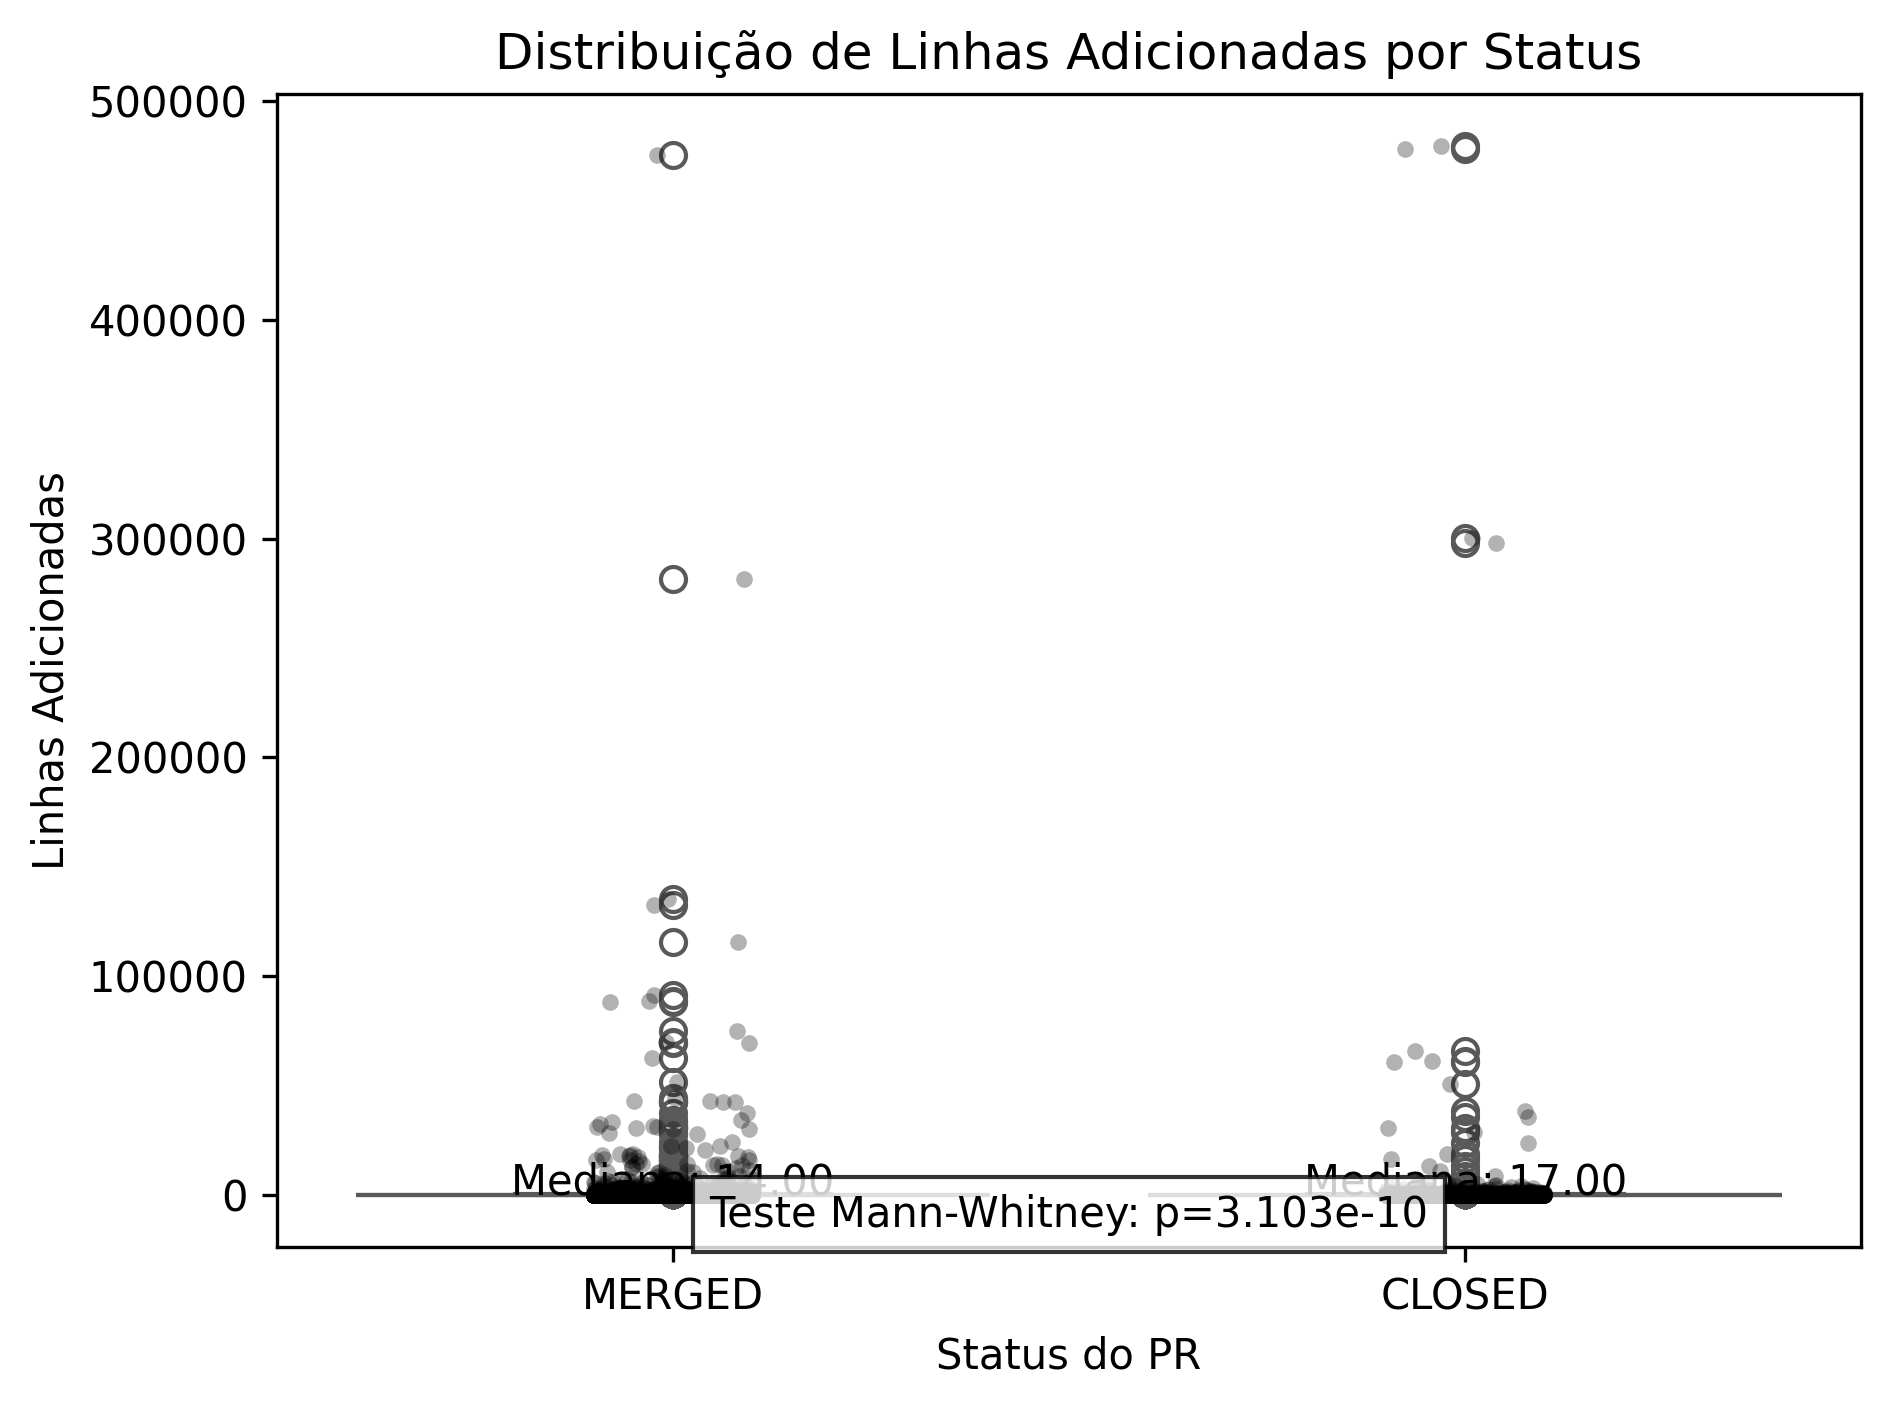 Distribuição de Linhas Adicionadas por Status
Linhas Adicionadas
500000
400000
300000
200000
100000
0
Mediana: 14.00
Mediana: 17.00
Teste Mann-Whitney: p=3.103e-10
MERGED
CLOSED
Status do PR